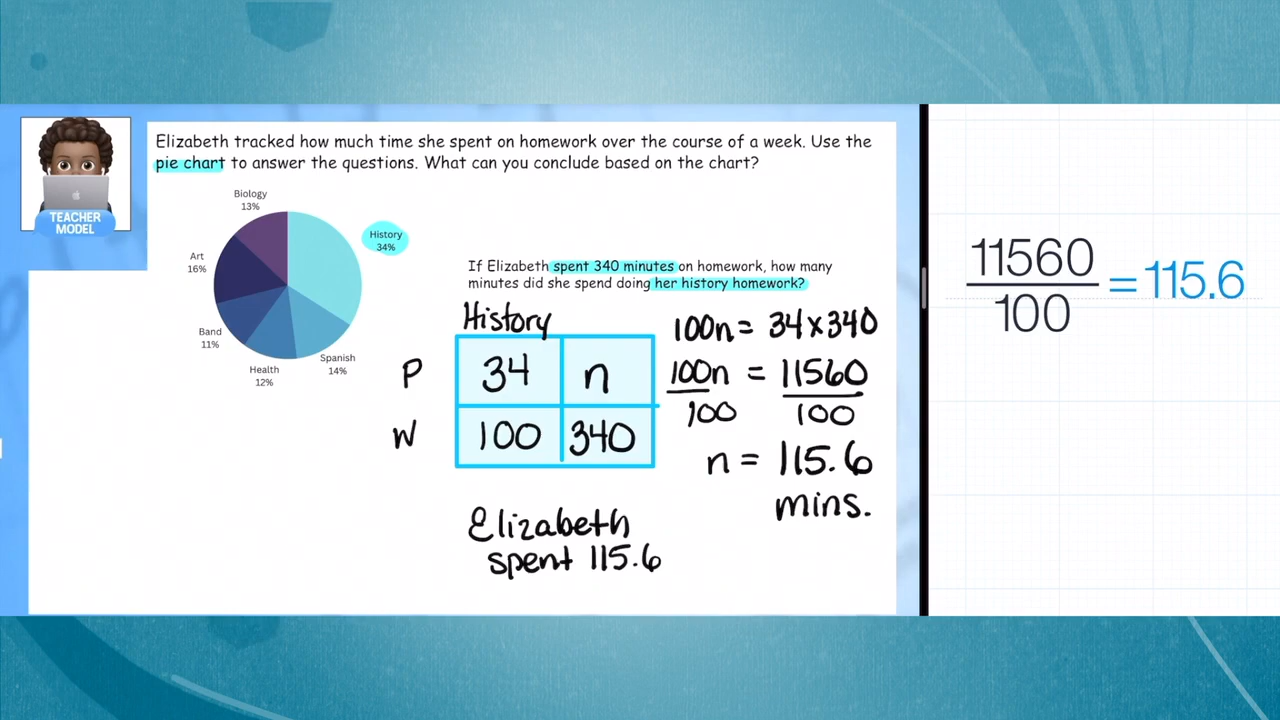 Elizabeth tracked how much time she spent on homework over the course of a week. Use the
pie chart to answer the questions. What can you conclude based on the chart?
TEACHER
MODEL
Biology
13%
History
34%
Art
16%
Band
11%
Health
12%
Spanish
14%
If Elizabeth spent 340 minutes on homework, how many
minutes did she spend doing her history homework?
History
P 34 n
W 100 340
100n = 34 x 340
100n = 11560
100 100
n = 115.6
mins.
Elizabeth
spent 115.6
11560
100
= 115.6